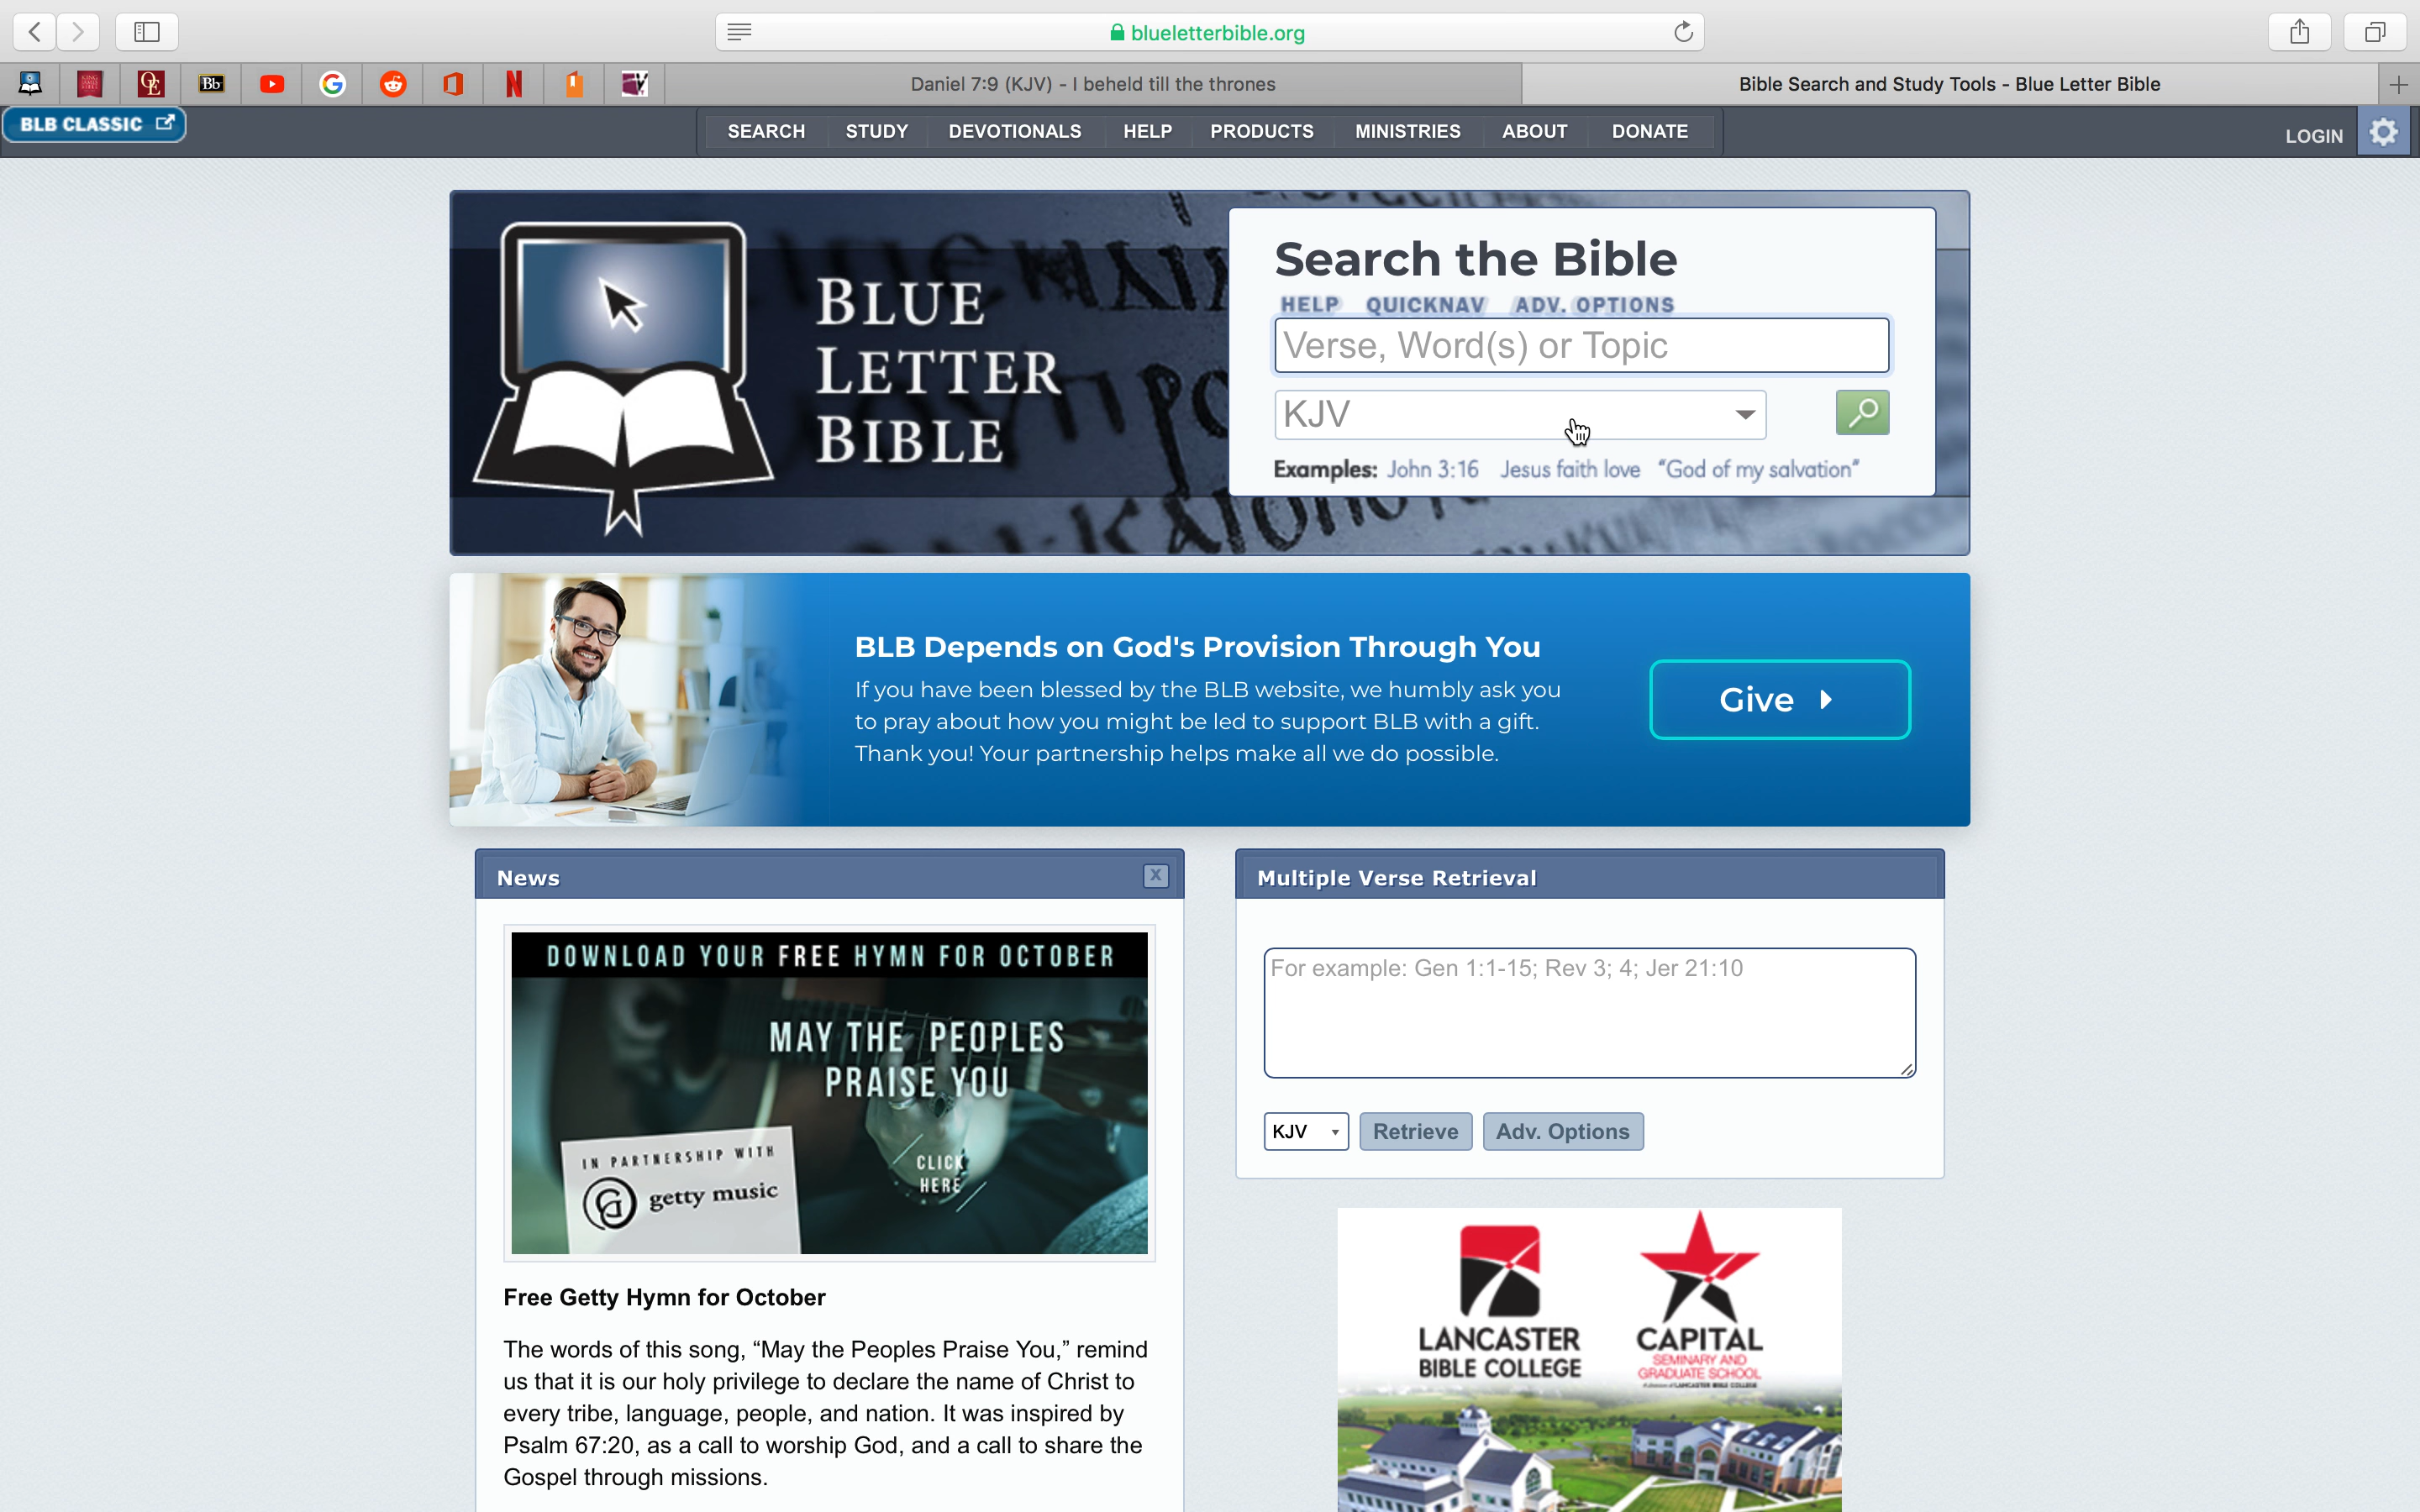 blueletterbible.org
Bb
Daniel 7:9 (KJV) - I beheld till the thrones
Bible Search and Study Tools - Blue Letter Bible
BLB CLASSIC
SEARCH STUDY DEVOTIONALS HELP PRODUCTS MINISTRIES ABOUT DONATE
LOGIN
BLUE
LETTER
BIBLE
Search the Bible
HELP QUICKNAV ADV. OPTIONS
Verse, Word(s) or Topic
KJV
Examples: John 3:16 Jesus faith love “God of my salvation”
BLB Depends on God's Provision Through You
If you have been blessed by the BLB website, we humbly ask you
to pray about how you might be led to support BLB with a gift.
Thank you! Your partnership helps make all we do possible.
Give
News
X
DOWNLOAD YOUR FREE HYMN FOR OCTOBER
MAY THE PEOPLES
PRAISE YOU
IN PARTNERSHIP WITH
getty music
CLICK
HERE
Free Getty Hymn for October
The words of this song, “May the Peoples Praise You,” remind
us that it is our holy privilege to declare the name of Christ to
every tribe, language, people, and nation. It was inspired by
Psalm 67:20, as a call to worship God, and a call to share the
Gospel through missions.
Multiple Verse Retrieval
For example: Gen 1:1-15; Rev 3; 4; Jer 21:10
KJV Retrieve Adv. Options
LANCASTER
BIBLE COLLEGE
CAPITAL
SEMINARY AND
GRADUATE SCHOOL